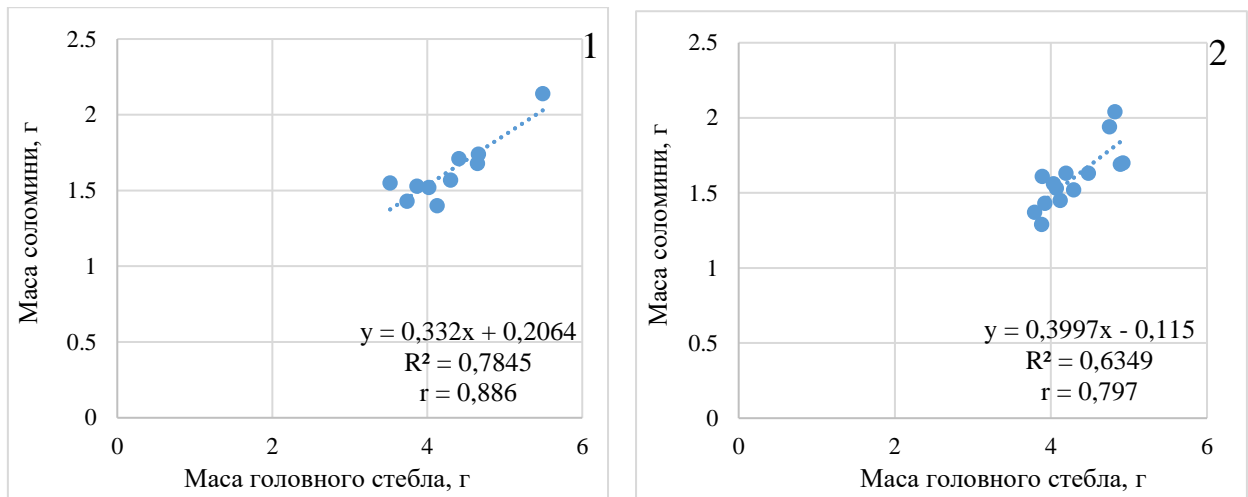 1
2.5
2
1.5
1
0.5
0
0
2
4
6
Маса соломини, г
y = 0,332x + 0,2064
R² = 0,7845
r = 0,886
Маса головного стебла, г
2
2.5
2
1.5
1
0.5
0
0
2
4
6
Маса соломини, г
y = 0,3997x - 0,115
R² = 0,6349
r = 0,797
Маса головного стебла, г